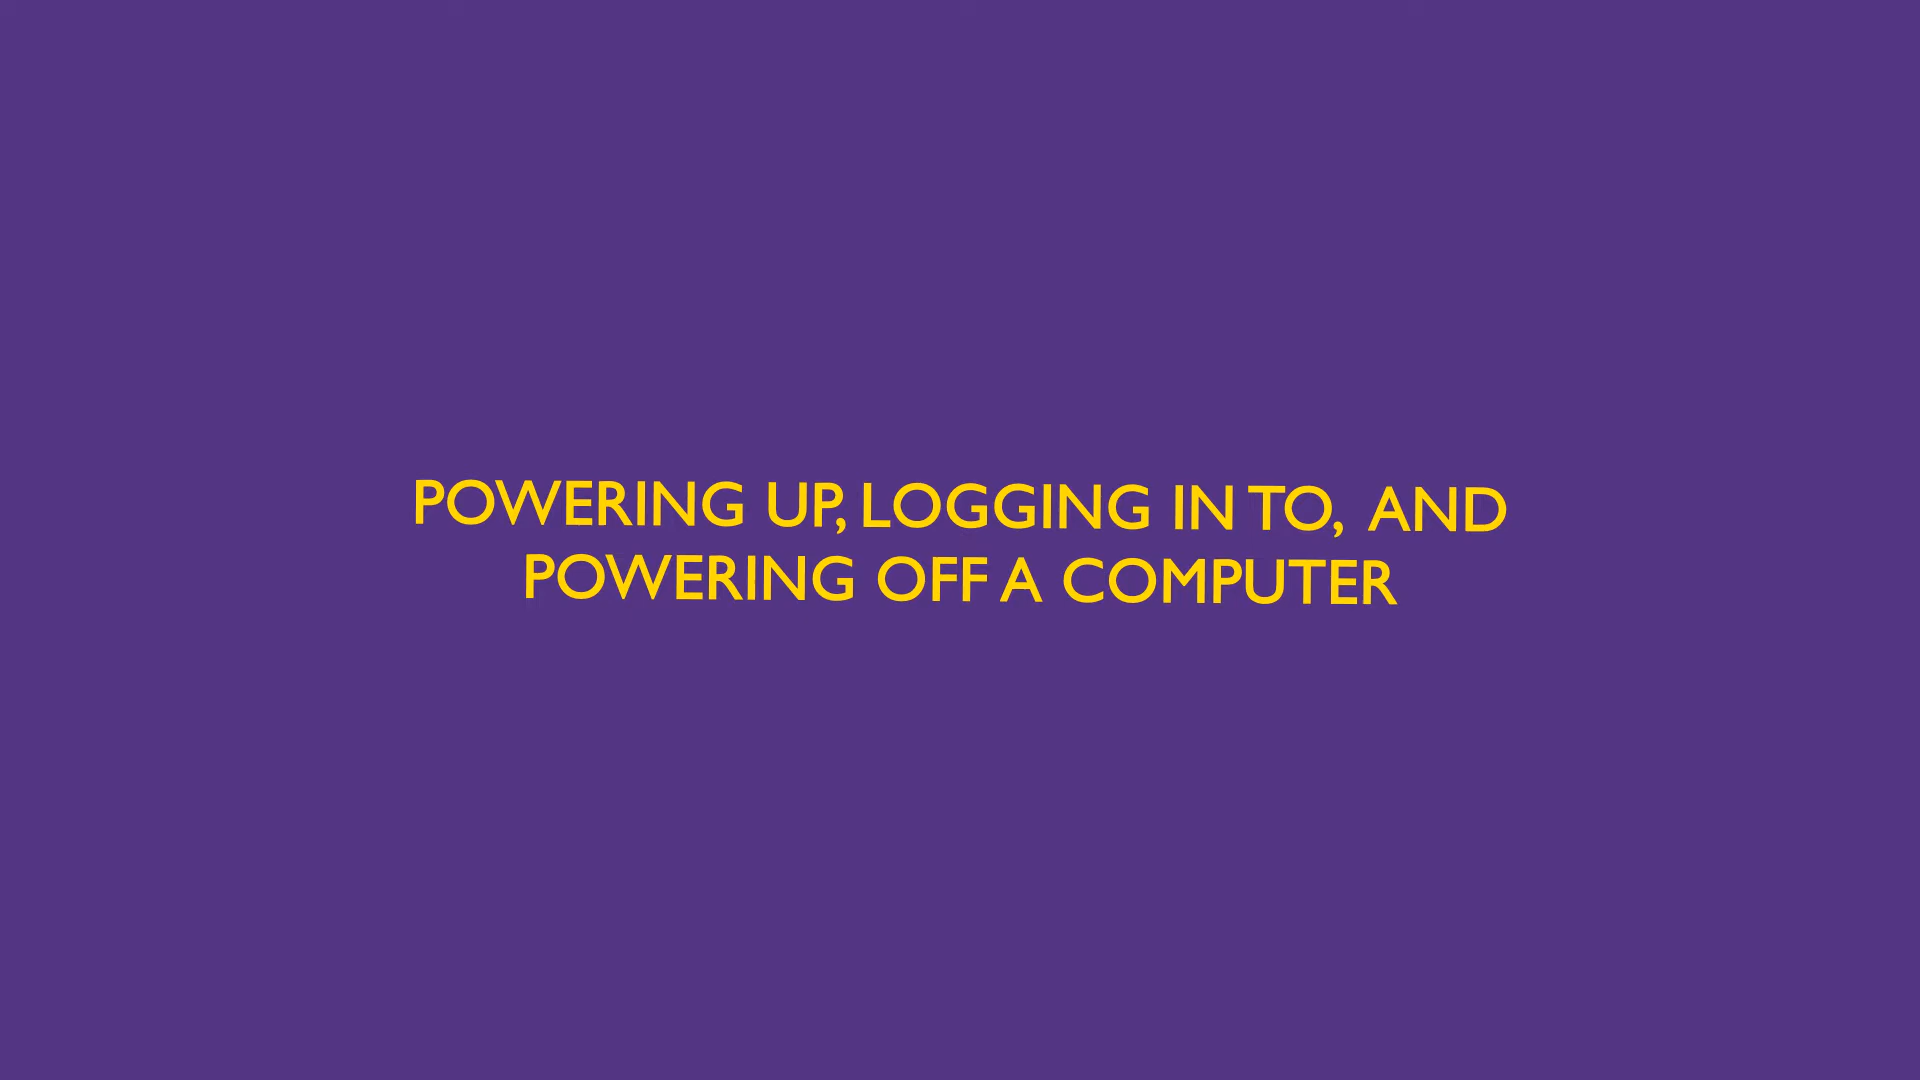 POWERING UP, LOGGING IN TO, AND
POWERING OFF A COMPUTER